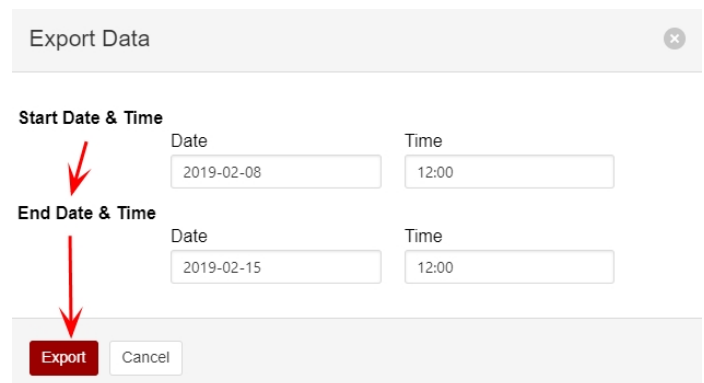 Export Data
Start Date & Time
Date Time
2019-02-08 12:00
End Date & Time
Date Time
2019-02-15 12:00
Export Cancel